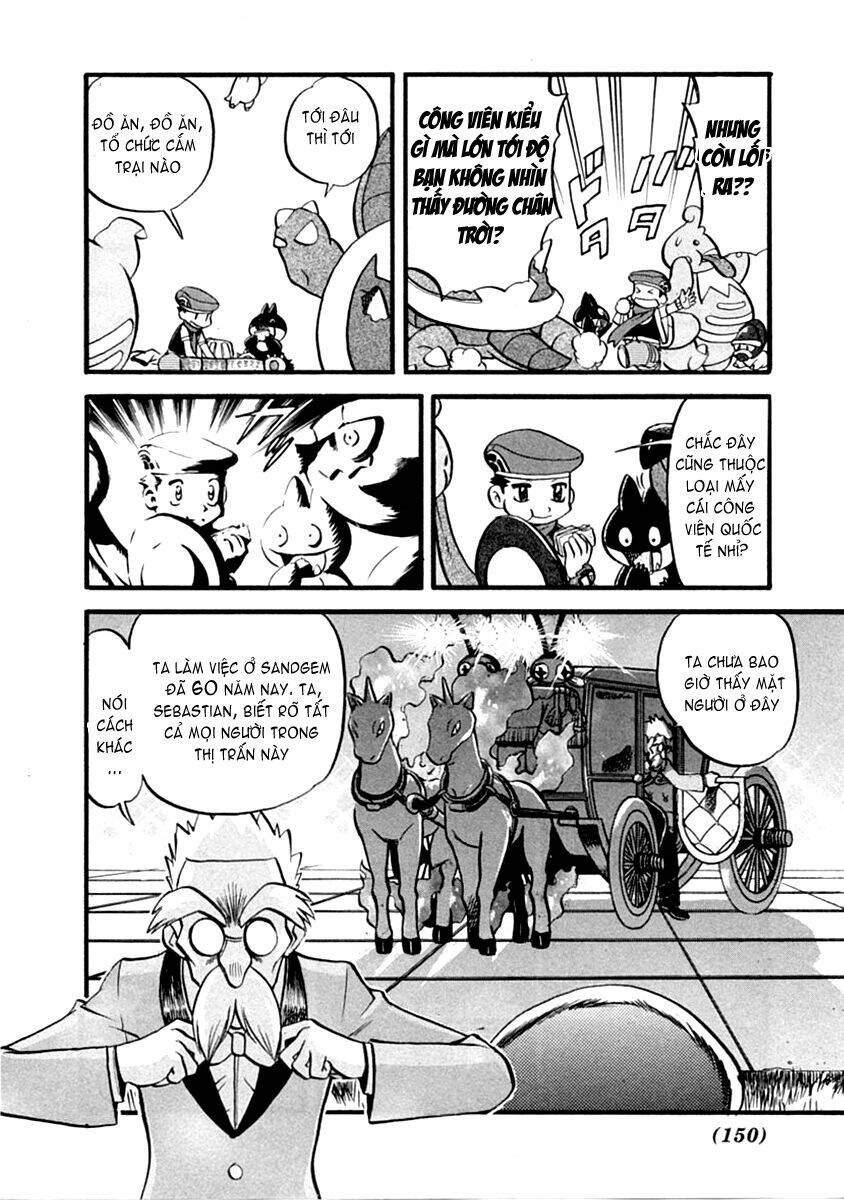 NHƯNG
CÒN LỐI
RA??
CÔNG VIÊN KIỂU
GÌ MÀ LỚN TỚI ĐỘ
BẠN KHÔNG NHÌN
THẤY ĐƯỜNG CHÂN
TRỜI?
TỚI ĐÂU
THÌ TỚI
ĐỒ ĂN, ĐỒ ĂN,
TỔ CHỨC CẮM
TRẠI NÀO
CHẮC ĐÂY
CŨNG THUỘC
LOẠI MẤY
CÁI CÔNG
VIÊN QUỐC
TẾ NHỈ?
TA CHƯA BAO
GIỜ THẤY MẶT
NGƯỜI Ở ĐÂY
TA LÀM VIỆC Ở SANDGEM
ĐÃ 60 NĂM NAY. TA,
SEBASTIAN, BIẾT RÕ TẤT
CẢ MỌI NGƯỜI TRONG
THỊ TRẤN NÀY
NÓI
CÁCH
KHÁC
...
(150)